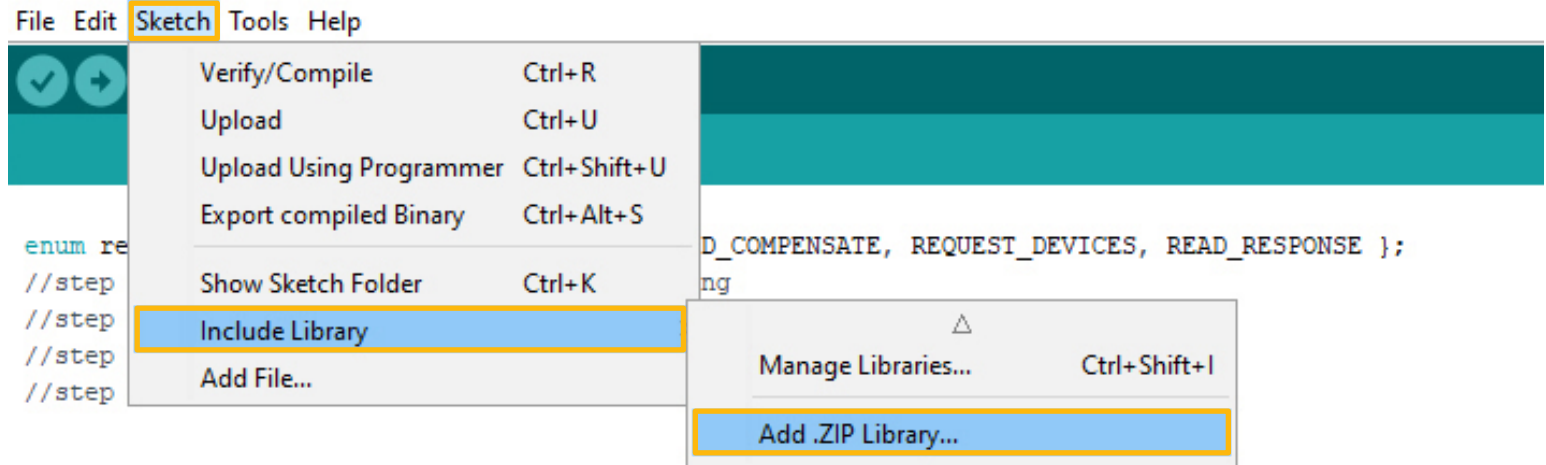 File Edit Sketch Tools Help
Verify/Compile Ctrl+R
Upload Ctrl+U
Upload Using Programmer Ctrl+Shift+U
Export compiled Binary Ctrl+Alt+S
enum re D_COMPENSATE, REQUEST_DEVICES, READ_RESPONSE };
//step Show Sketch Folder Ctrl+K ng
//step Include Library
//step Manage Libraries... Ctrl+Shift+I
//step Add File...
Add .ZIP Library...